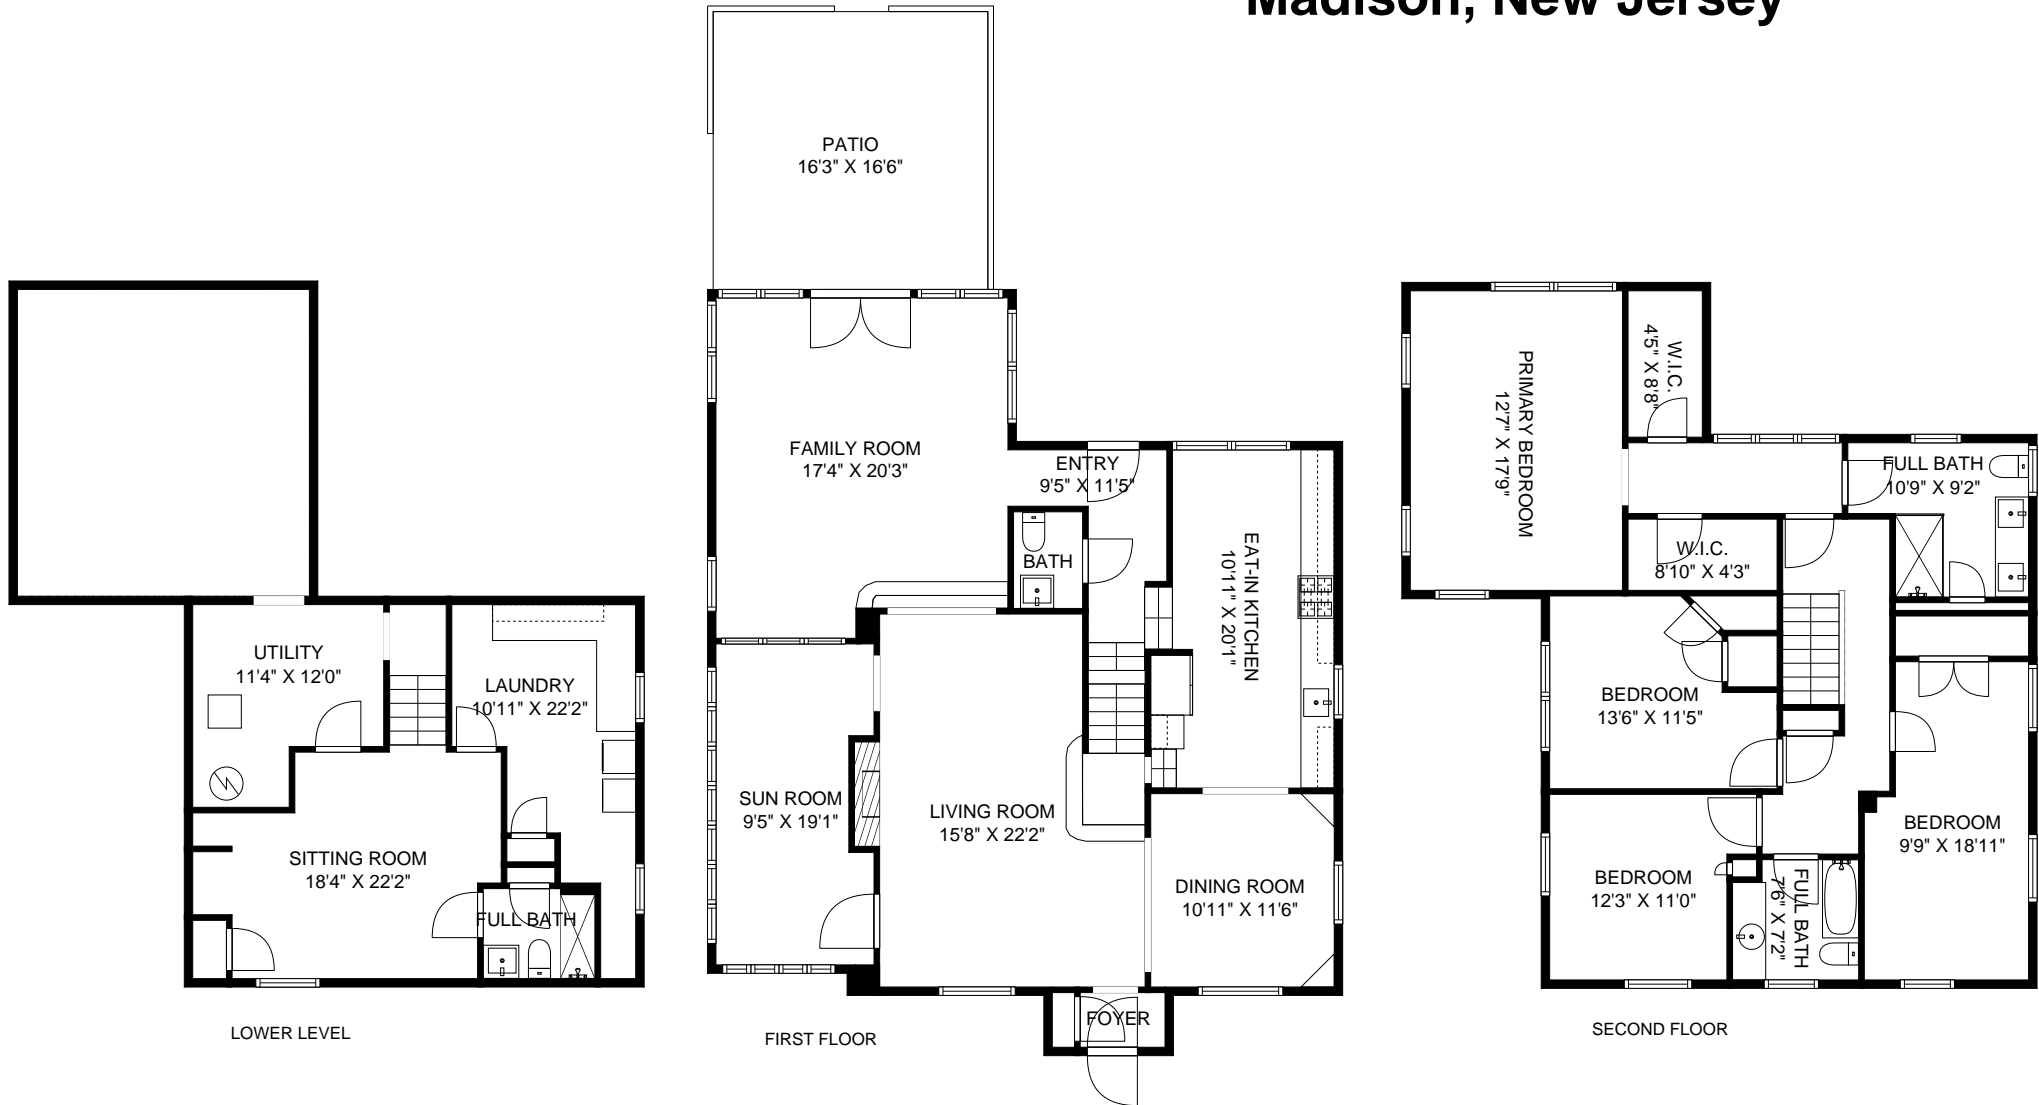 Madison, New Jersey
PATIO
16'3" X 16'6"
FAMILY ROOM
17'4" X 20'3"
ENTRY
9'5" X 11'5"
BATH
EAT-IN KITCHEN
10'11" X 20'1"
SUN ROOM
9'5" X 19'1"
LIVING ROOM
15'8" X 22'2"
DINING ROOM
10'11" X 11'6"
FOYER
FIRST FLOOR
UTILITY
11'4" X 12'0"
LAUNDRY
10'11" X 22'2"
SITTING ROOM
18'4" X 22'2"
FULL BATH
LOWER LEVEL
PRIMARY BEDROOM
12'7" X 17'9"
W.I.C.
4'5" X 8'8"
FULL BATH
10'9" X 9'2"
W.I.C.
8'10" X 4'3"
BEDROOM
13'6" X 11'5"
BEDROOM
9'9" X 18'11"
BEDROOM
12'3" X 11'0"
FULL BATH
7'6" X 7'2"
SECOND FLOOR